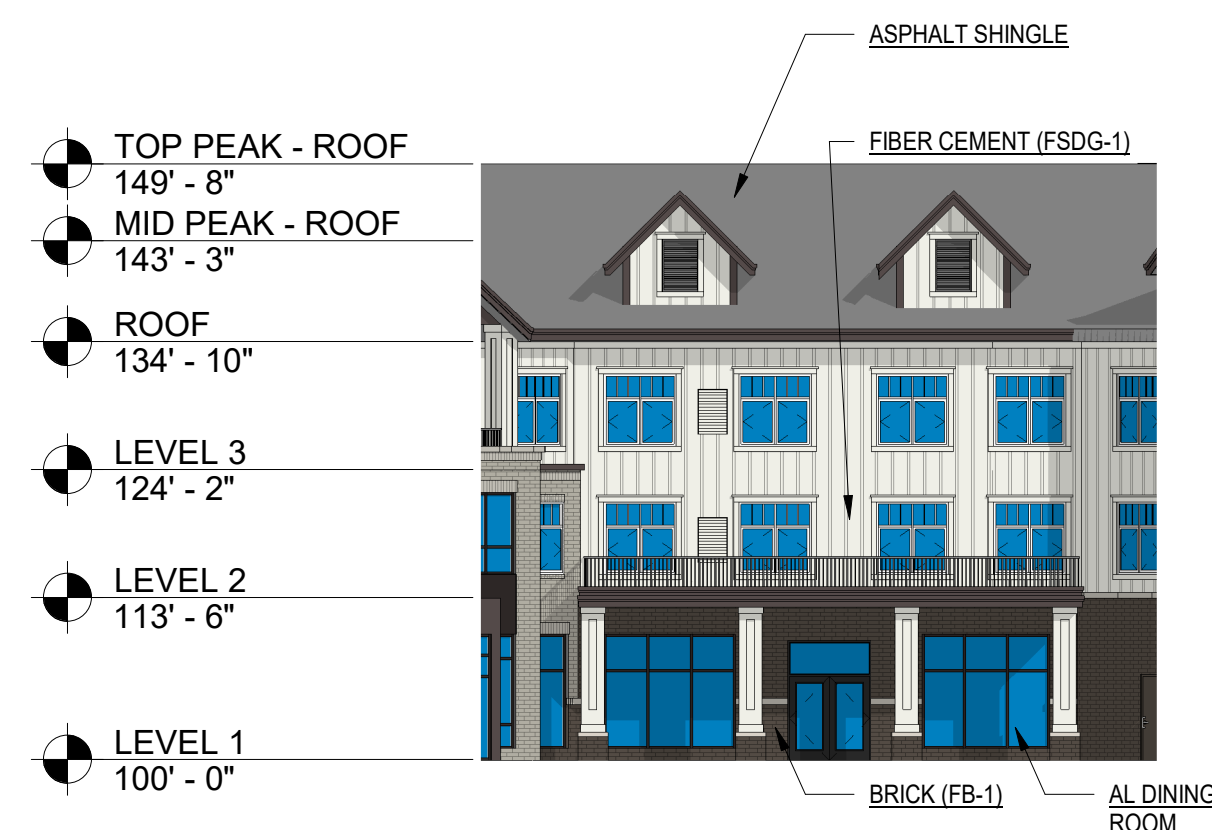 ASPHALT SHINGLE
TOP PEAK - ROOF
149' - 8"
FIBER CEMENT (FSDG-1)
MID PEAK - ROOF
143' - 3"
ROOF
134' - 10"
LEVEL 3
124' - 2"
LEVEL 2
113' - 6"
LEVEL 1
100' - 0"
BRICK (FB-1)
AL DINING
ROOM